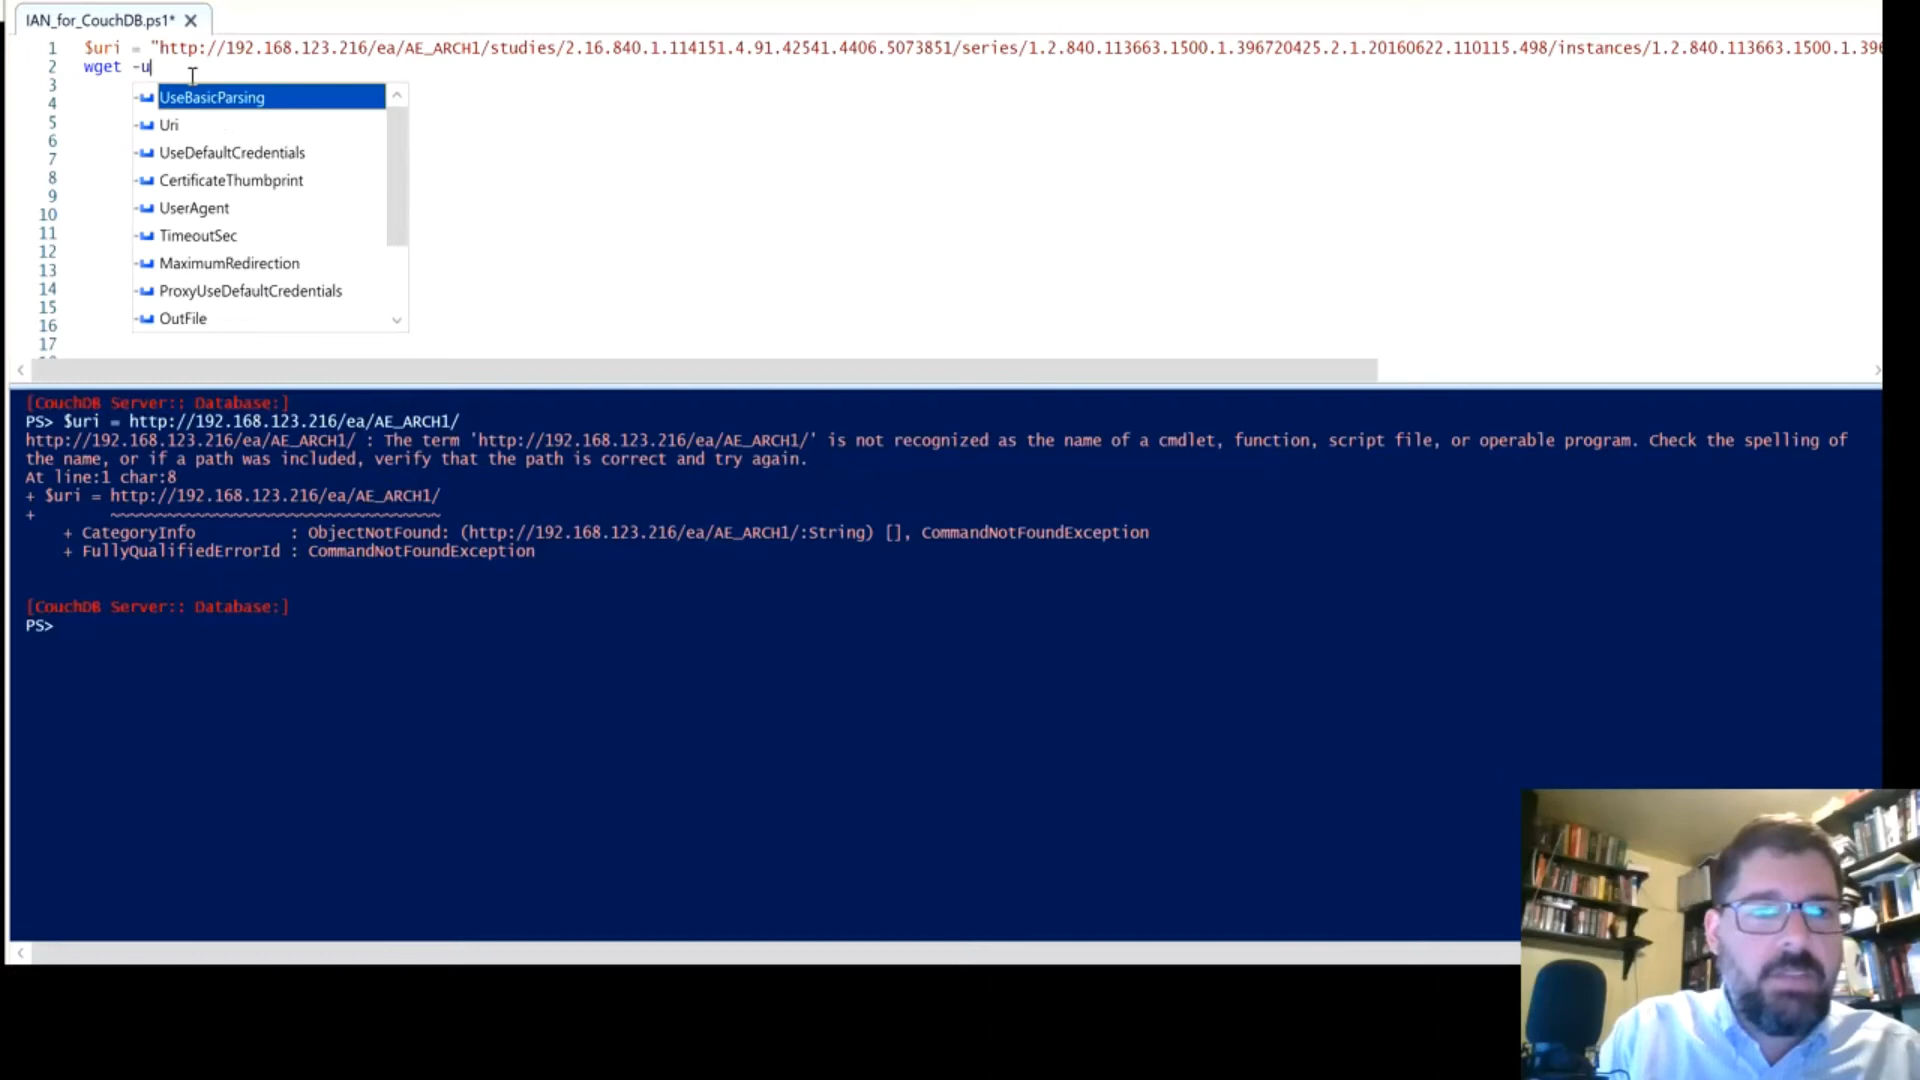 IAN_for_CouchDB.ps1* ✕
1 $uri = "http://192.168.123.216/ea/AE_ARCH1/studies/2.16.840.1.114151.4.91.42541.4406.5073851/series/1.2.840.113663.1500.1.396720425.2.1.20160622.110115.498/instances/1.2.840.113663.1500.1.396
2 wget -u
3
UseBasicParsing
4
Uri
5
6
UseDefaultCredentials
7
CertificateThumbprint
8
9
UserAgent
10
11
TimeoutSec
12
MaximumRedirection
13
14
ProxyUseDefaultCredentials
15
OutFile
16
17
[CouchDB Server:: Database:]
PS> $uri = http://192.168.123.216/ea/AE_ARCH1/
http://192.168.123.216/ea/AE_ARCH1/ : The term 'http://192.168.123.216/ea/AE_ARCH1/' is not recognized as the name of a cmdlet, function, script file, or operable program. Check the spelling of
the name, or if a path was included, verify that the path is correct and try again.
At line:1 char:8
+ $uri = http://192.168.123.216/ea/AE_ARCH1/
+        ~~~~~~~~~~~~~~~~~~~~~~~~~~~~~~~~~~~
    + CategoryInfo          : ObjectNotFound: (http://192.168.123.216/ea/AE_ARCH1/:String) [], CommandNotFoundException
    + FullyQualifiedErrorId : CommandNotFoundException
[CouchDB Server:: Database:]
PS>